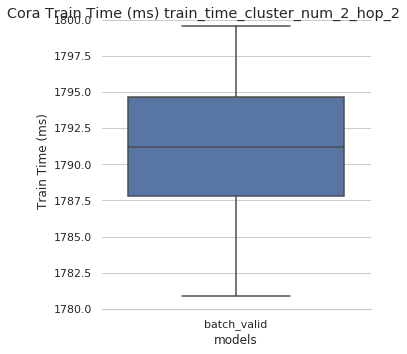 Cora Train Time (ms) train_time_cluster_num_2_hop_2
1800.0
1797.5
1795.0
1792.5
1790.0
1787.5
1785.0
1782.5
1780.0
Train Time (ms)
batch_valid
models